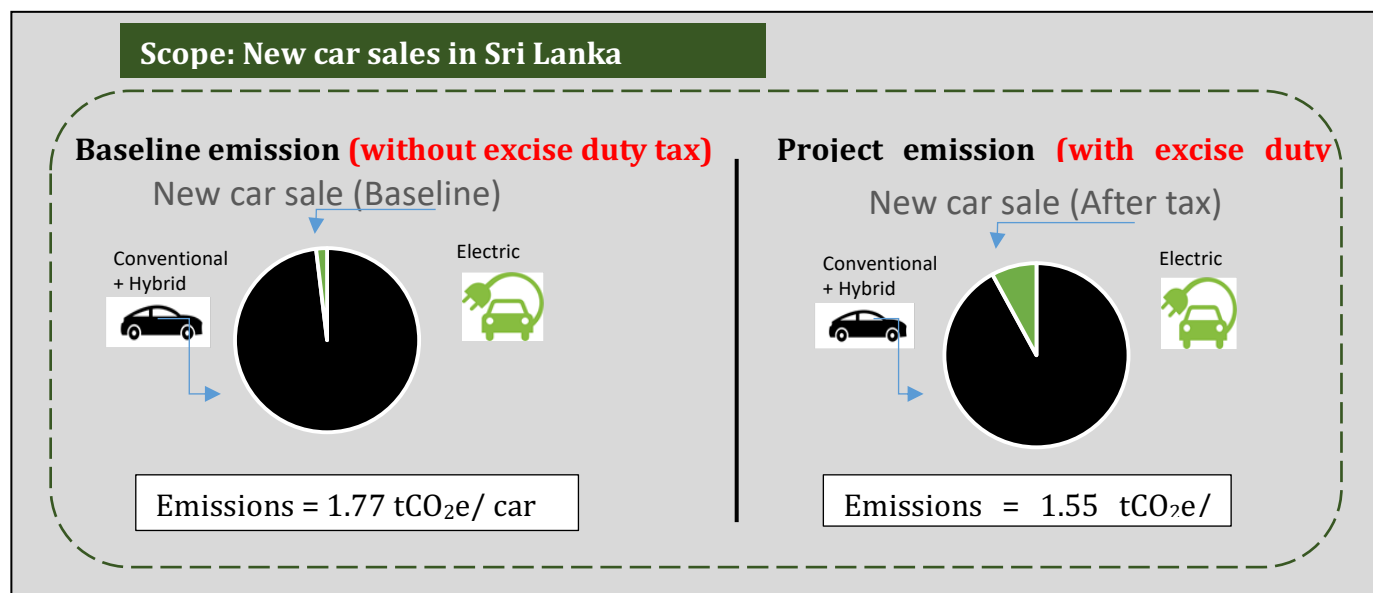 Scope: New car sales in Sri Lanka
Baseline emission (without excise duty tax)
New car sale (Baseline)
Conventional
+ Hybrid
Electric
Emissions = 1.77 tCO₂e/ car
Project emission (with excise duty
New car sale (After tax)
Conventional
+ Hybrid
Electric
Emissions = 1.55 tCO₂e/